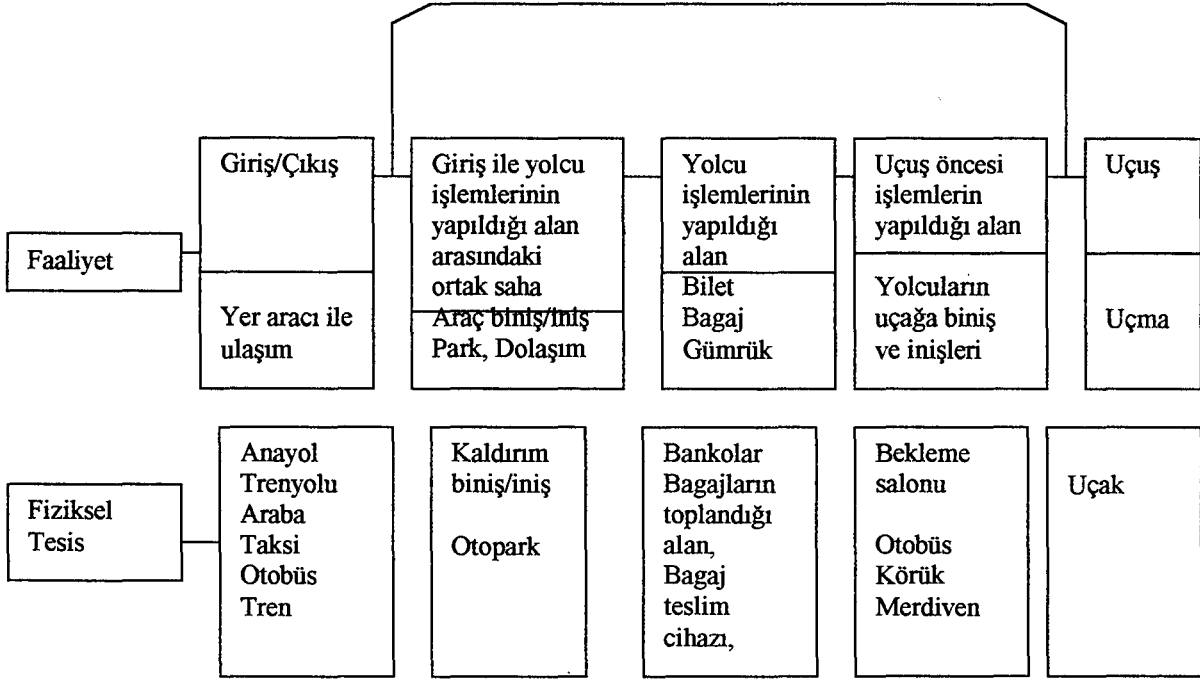 Faaliyet
Giriş/Çıkış
Yer aracı ile
ulaşım
Giriş ile yolcu
işlemlerinin
yapıldığı alan
arasındaki
ortak saha
Araç biniş/iniş
Park, Dolaşım
Yolcu
işlemlerinin
yapıldığı
alan
Bilet
Bagaj
Gümrük
Uçuş öncesi
işlemlerin
yapıldığı alan
Yolcuların
uçağa biniş
ve inişleri
Uçuş
Uçma
Fiziksel
Tesis
Anayol
Trenyolu
Araba
Taksi
Otobüs
Tren
Kaldırım
biniş/iniş
Otopark
Bankolar
Bagajların
toplandığı
alan,
Bagaj
teslim
cihazı,
Bekleme
salonu
Otobüs
Körük
Merdiven
Uçak